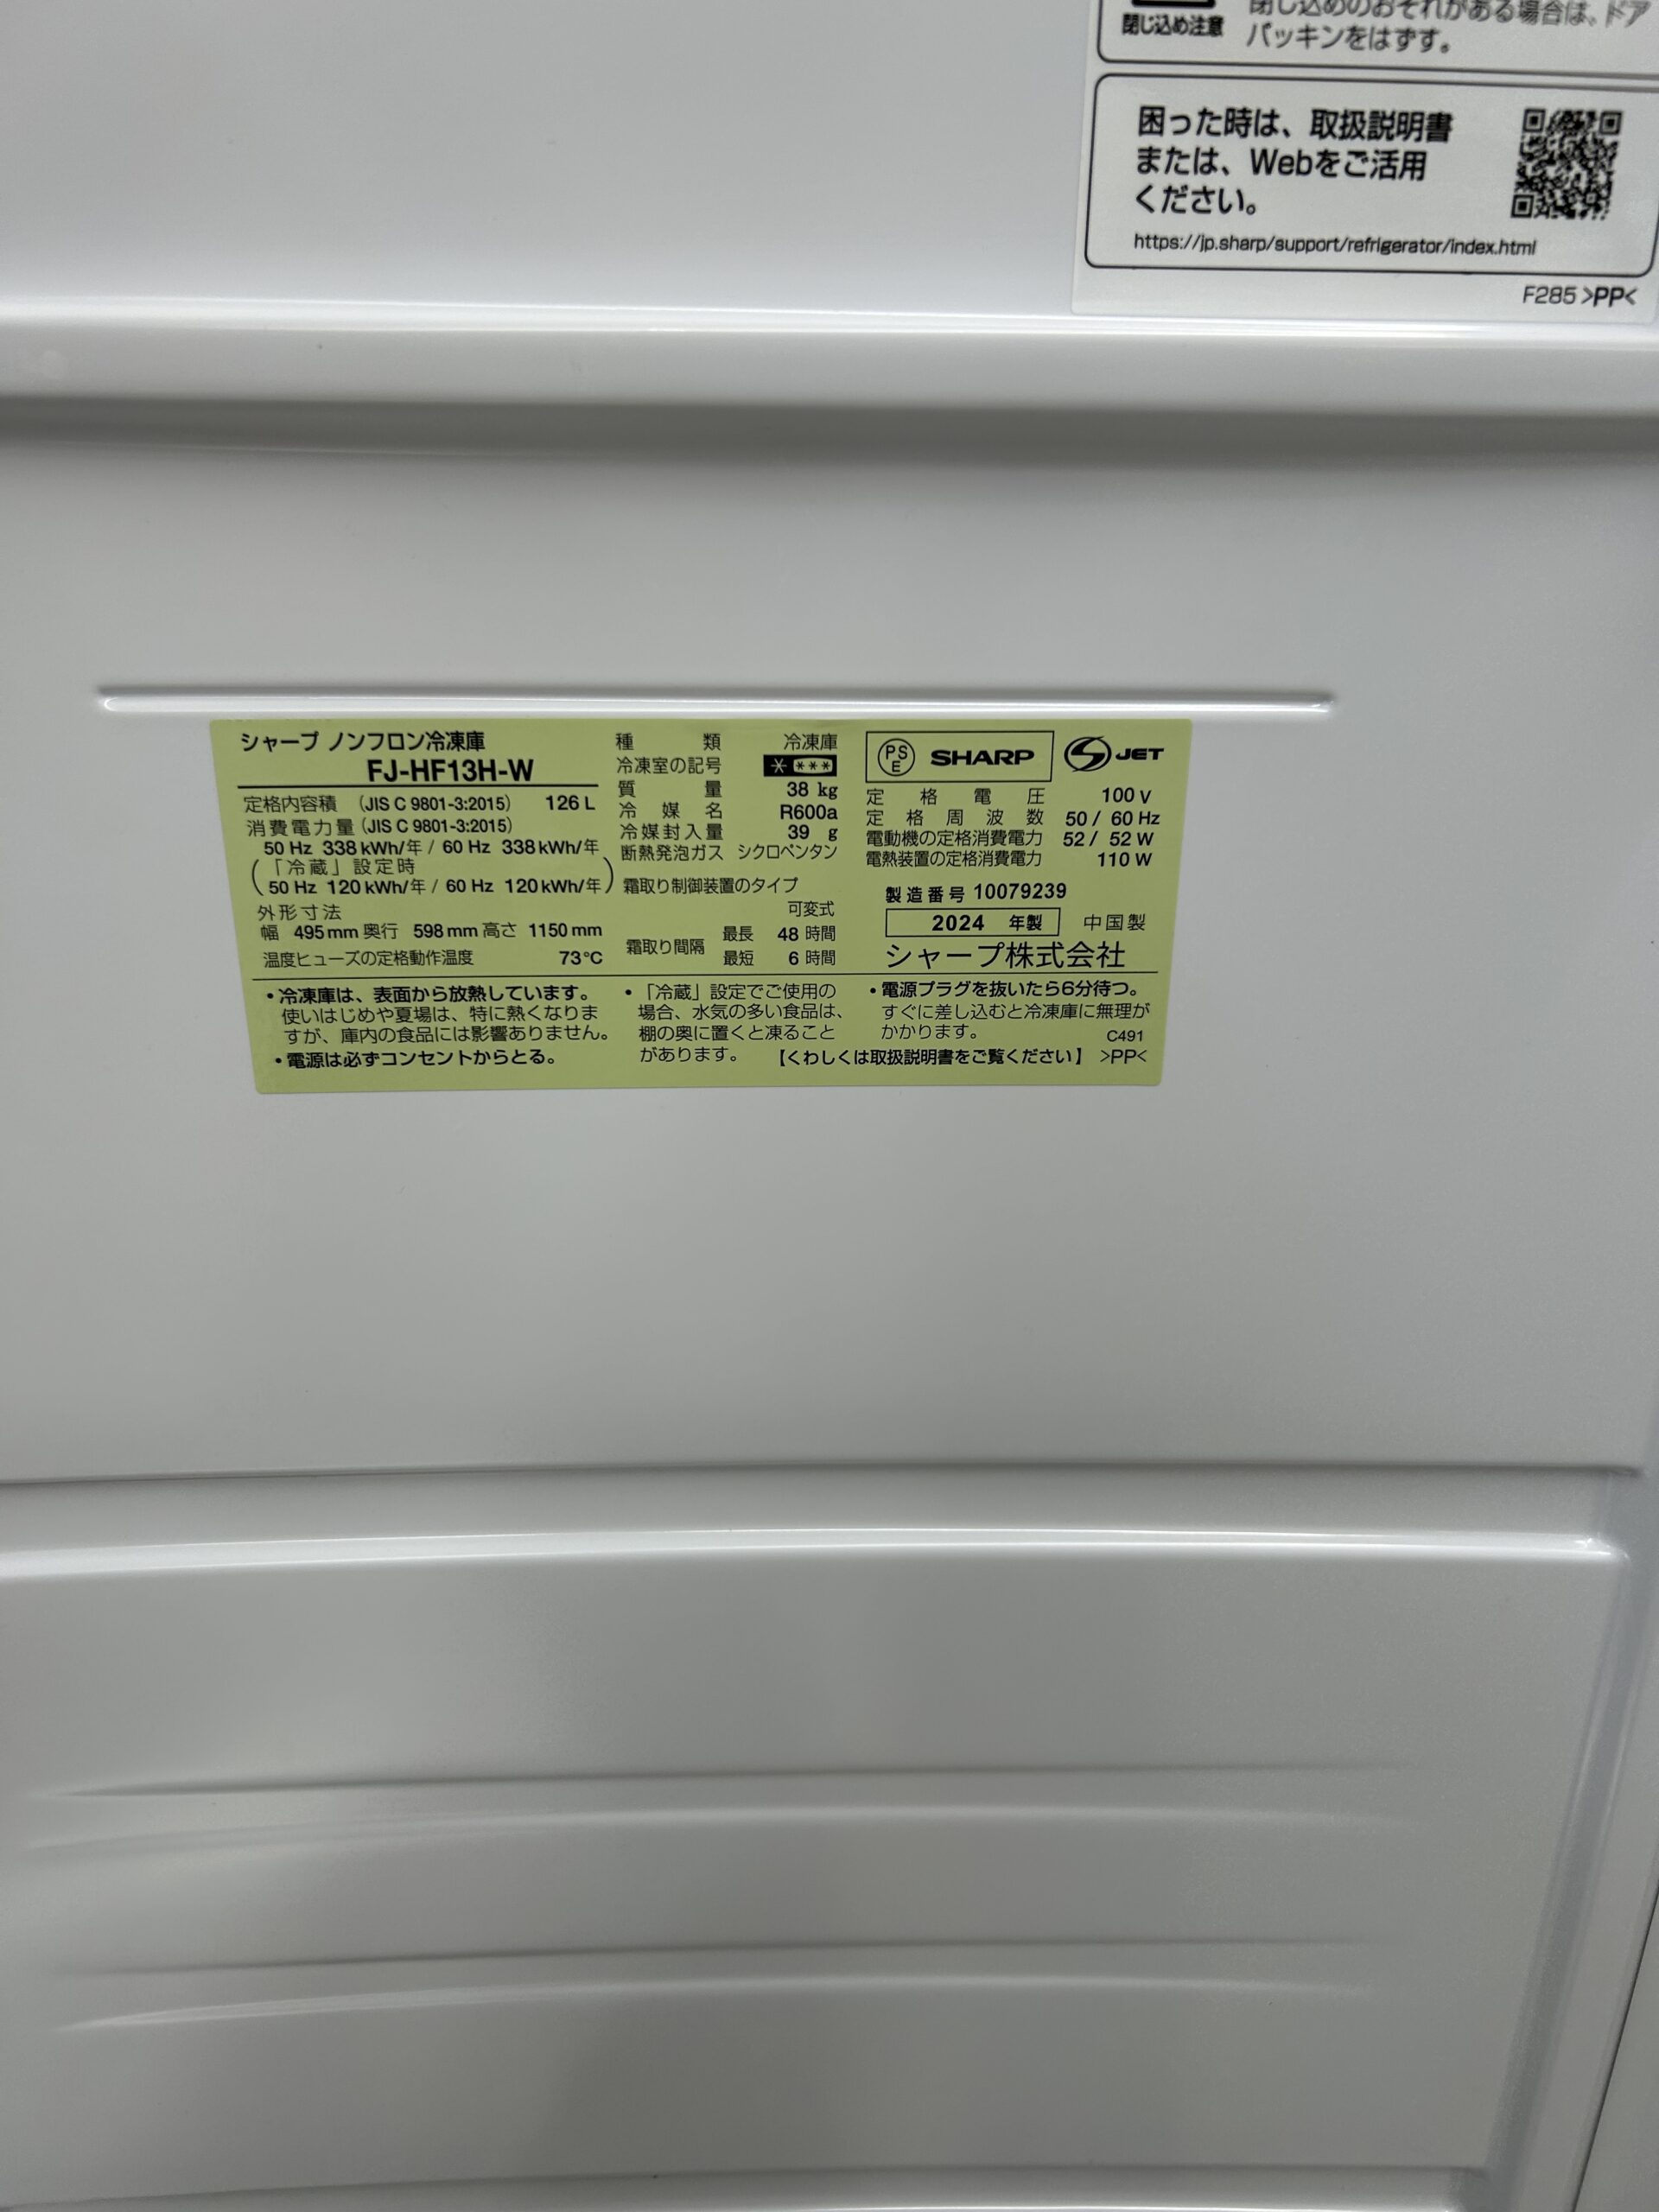 閉じ込めのおそれがある場合は、ドア
閉じ込め注意 パッキンをはずす。
困った時は、取扱説明書
または、Webをご活用
ください。
https://jp.sharp/support/refrigerator/index.html
F285 >PP<
シャープ ノンフロン冷凍庫
FJ-HF13H-W
定格内容積 (JIS C 9801-3:2015) 126 L
消費電力量 (JIS C 9801-3:2015)
50 Hz 338 kWh/年 / 60 Hz 338 kWh/年
「冷蔵」設定時
(50 Hz 120 kWh/年 / 60 Hz 120 kWh/年)
外形寸法
幅 495 mm 奥行 598 mm 高さ 1150 mm
温度ヒューズの定格動作温度 73℃
種類 冷凍庫
冷凍室の記号 * ***
質量 38 kg
冷媒名 R600a
冷媒封入量 39 g
断熱発泡ガス シクロペンタン
霜取り制御装置のタイプ
可変式
霜取り間隔 最長 48 時間
最短 6 時間
PSE SHARP JET
定格電圧 100 V
定格周波数 50 / 60 Hz
電動機の定格消費電力 52 / 52 W
電熱装置の定格消費電力 110 W
製造番号 10079239
2024 年製 中国製
シャープ株式会社
・冷凍庫は、表面から放熱しています。
使いはじめや夏場は、特に熱くなりま
すが、庫内の食品には影響ありません。
・電源は必ずコンセントからとる。
・「冷蔵」設定でご使用の
場合、水気の多い食品は、
棚の奥に置くと凍ること
があります。
・電源プラグを抜いたら6分待つ。
すぐに差し込むと冷凍庫に無理が
かかります。 C491
【くわしくは取扱説明書をご覧ください】 >PP<